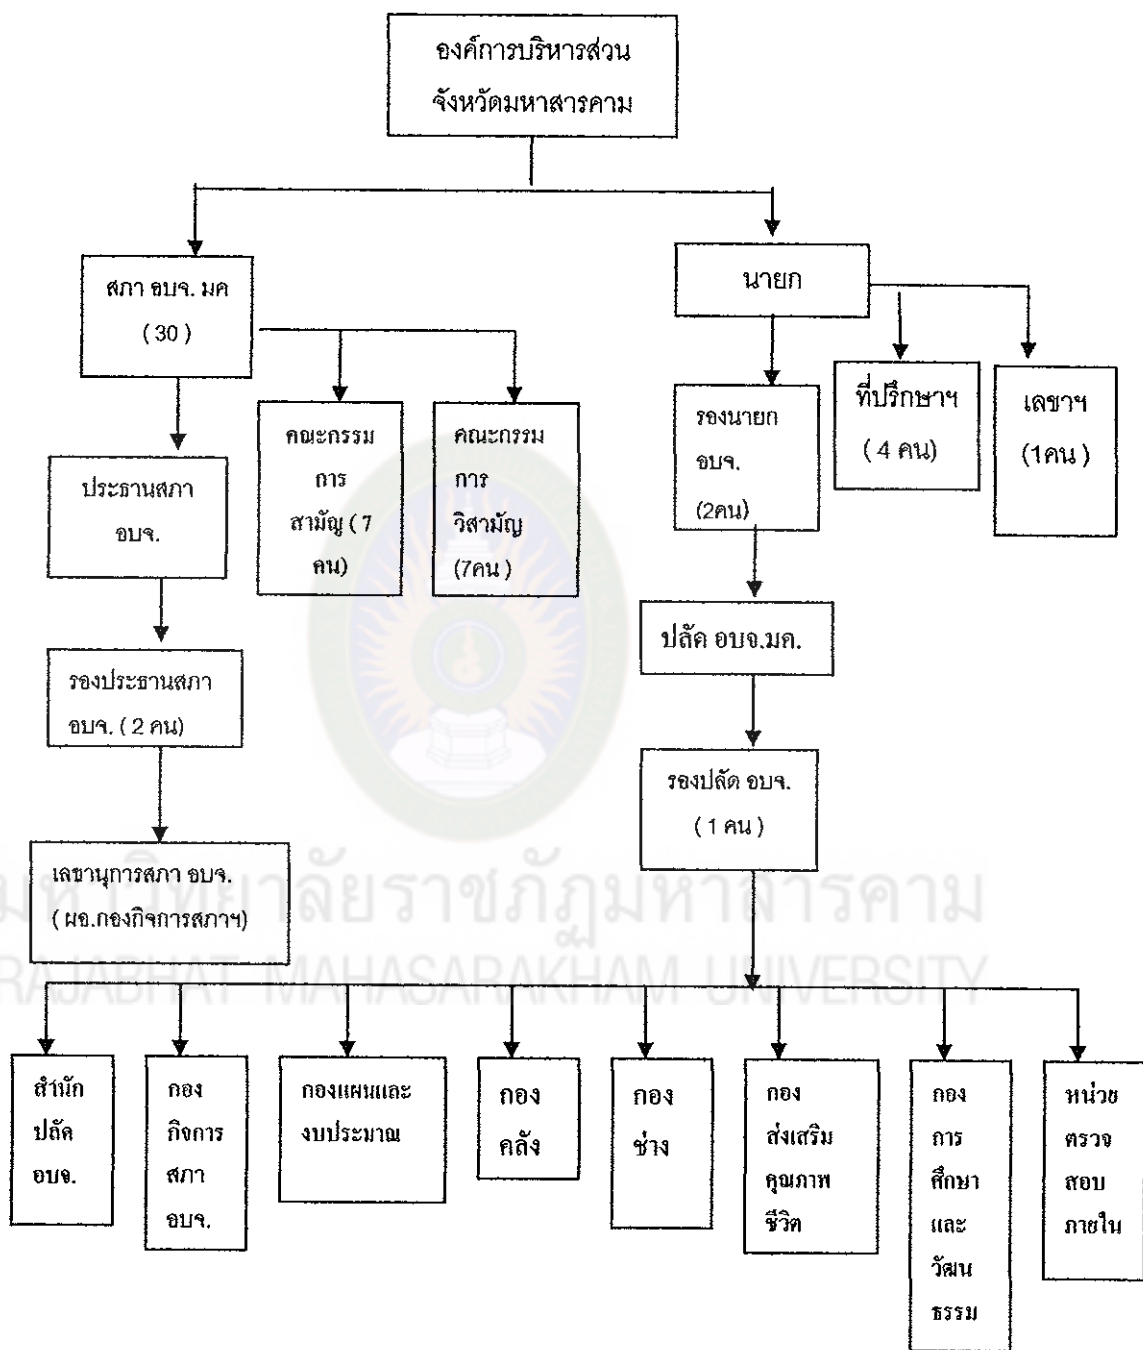 องค์การบริหารส่วน
จังหวัดมหาสารคาม
สภา อบจ. มค
( 30 )
นายก
คณะกรรม
การ
สามัญ ( 7
คน)
คณะกรรม
การ
วิสามัญ
(7คน )
รองนายก
อบจ.
(2คน)
ที่ปรึกษาฯ
( 4 คน)
เลขาฯ
(1คน )
ประธานสภา
อบจ.
ปลัด อบจ.มค.
รองประธานสภา
อบจ. ( 2 คน)
รองปลัด อบจ.
( 1 คน )
เลขานุการสภา อบจ.
( ผอ.กองกิจการสภาฯ)
มหาวิทยาลัยราชภัฏมหาสารคาม
RAJABHAT MAHASARAKHAM UNIVERSITY
สำนัก
ปลัด
อบจ.
กอง
กิจการ
สภา
อบจ.
กองแผนและ
งบประมาณ
กอง
คลัง
กอง
ช่าง
กอง
ส่งเสริม
คุณภาพ
ชีวิต
กอง
การ
ศึกษา
และ
วัฒน
ธรรม
หน่วย
ตรวจ
สอบ
ภายใน